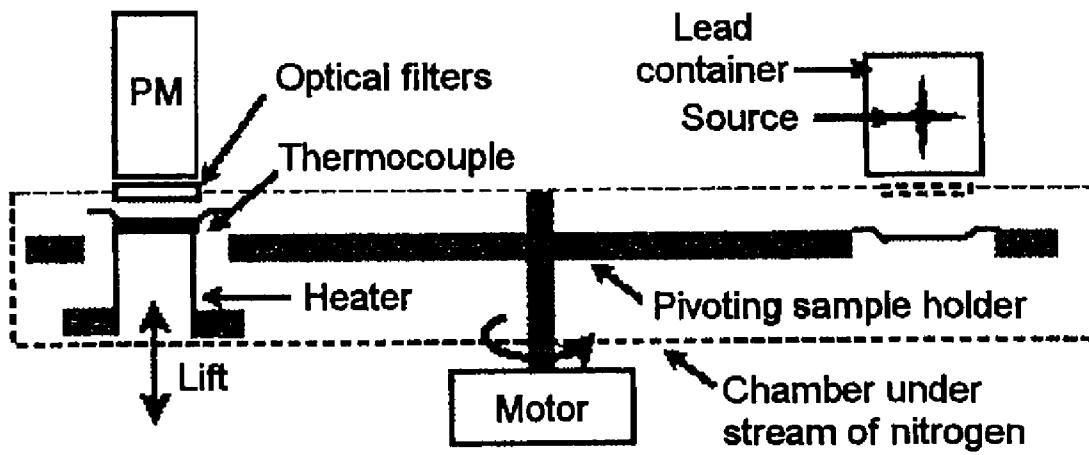 PM
Optical filters
Thermocouple
Heater
Lift
Motor
Lead
container
Source
Pivoting sample holder
Chamber under
stream of nitrogen